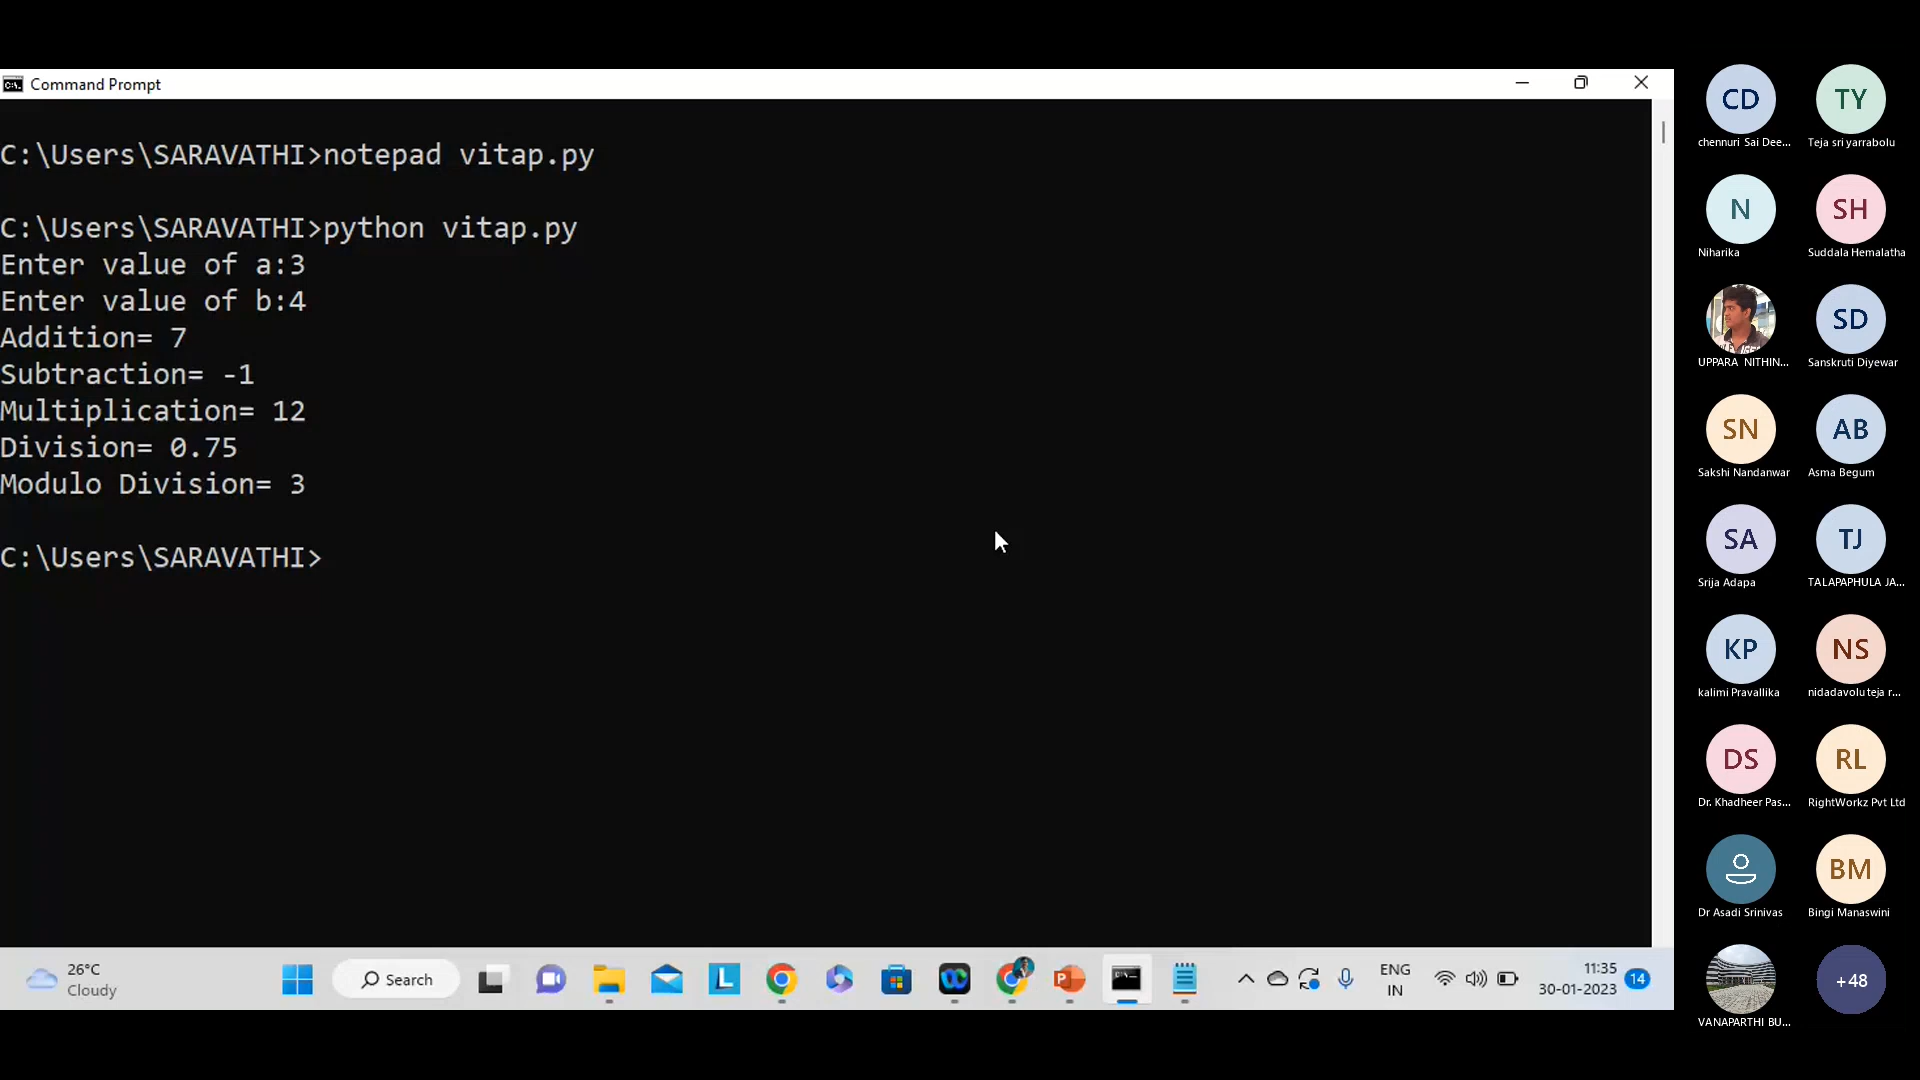 Command Prompt
C:\Users\SARAVATHI>notepad vitap.py
C:\Users\SARAVATHI>python vitap.py
Enter value of a:3
Enter value of b:4
Addition= 7
Subtraction= -1
Multiplication= 12
Division= 0.75
Modulo Division= 3
C:\Users\SARAVATHI>
26°C
Cloudy
Search
L
P
ENG
IN
11:35
30-01-2023
14
CD
chennuri Sai Dee...
TY
Teja sri yarrabolu
N
Niharika
SH
Suddala Hemalatha
UPPARA NITHIN...
SD
Sanskruti Diyewar
SN
Sakshi Nandanwar
AB
Asma Begum
SA
Srija Adapa
TJ
TALAPAPHULA JA...
KP
kalimi Pravallika
NS
nidadavolu teja r...
DS
Dr. Khadheer Pas...
RL
RightWorkz Pvt Ltd
Dr Asadi Srinivas
BM
Bingi Manaswini
VANAPARTHI BU...
+48